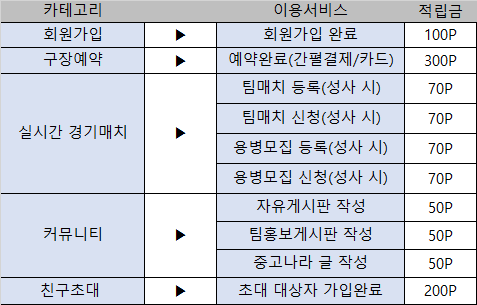 카테고리 이용서비스 적립금
회원가입 ▶ 회원가입 완료 100P
구장예약 ▶ 예약완료(간펼결제/카드) 300P
실시간 경기매치 ▶ 팀매치 등록(성사 시) 70P
팀매치 신청(성사 시) 70P
용병모집 등록(성사 시) 70P
용병모집 신청(성사 시) 70P
커뮤니티 ▶ 자유게시판 작성 50P
팀홍보게시판 작성 50P
중고나라 글 작성 50P
친구초대 ▶ 초대 대상자 가입완료 200P